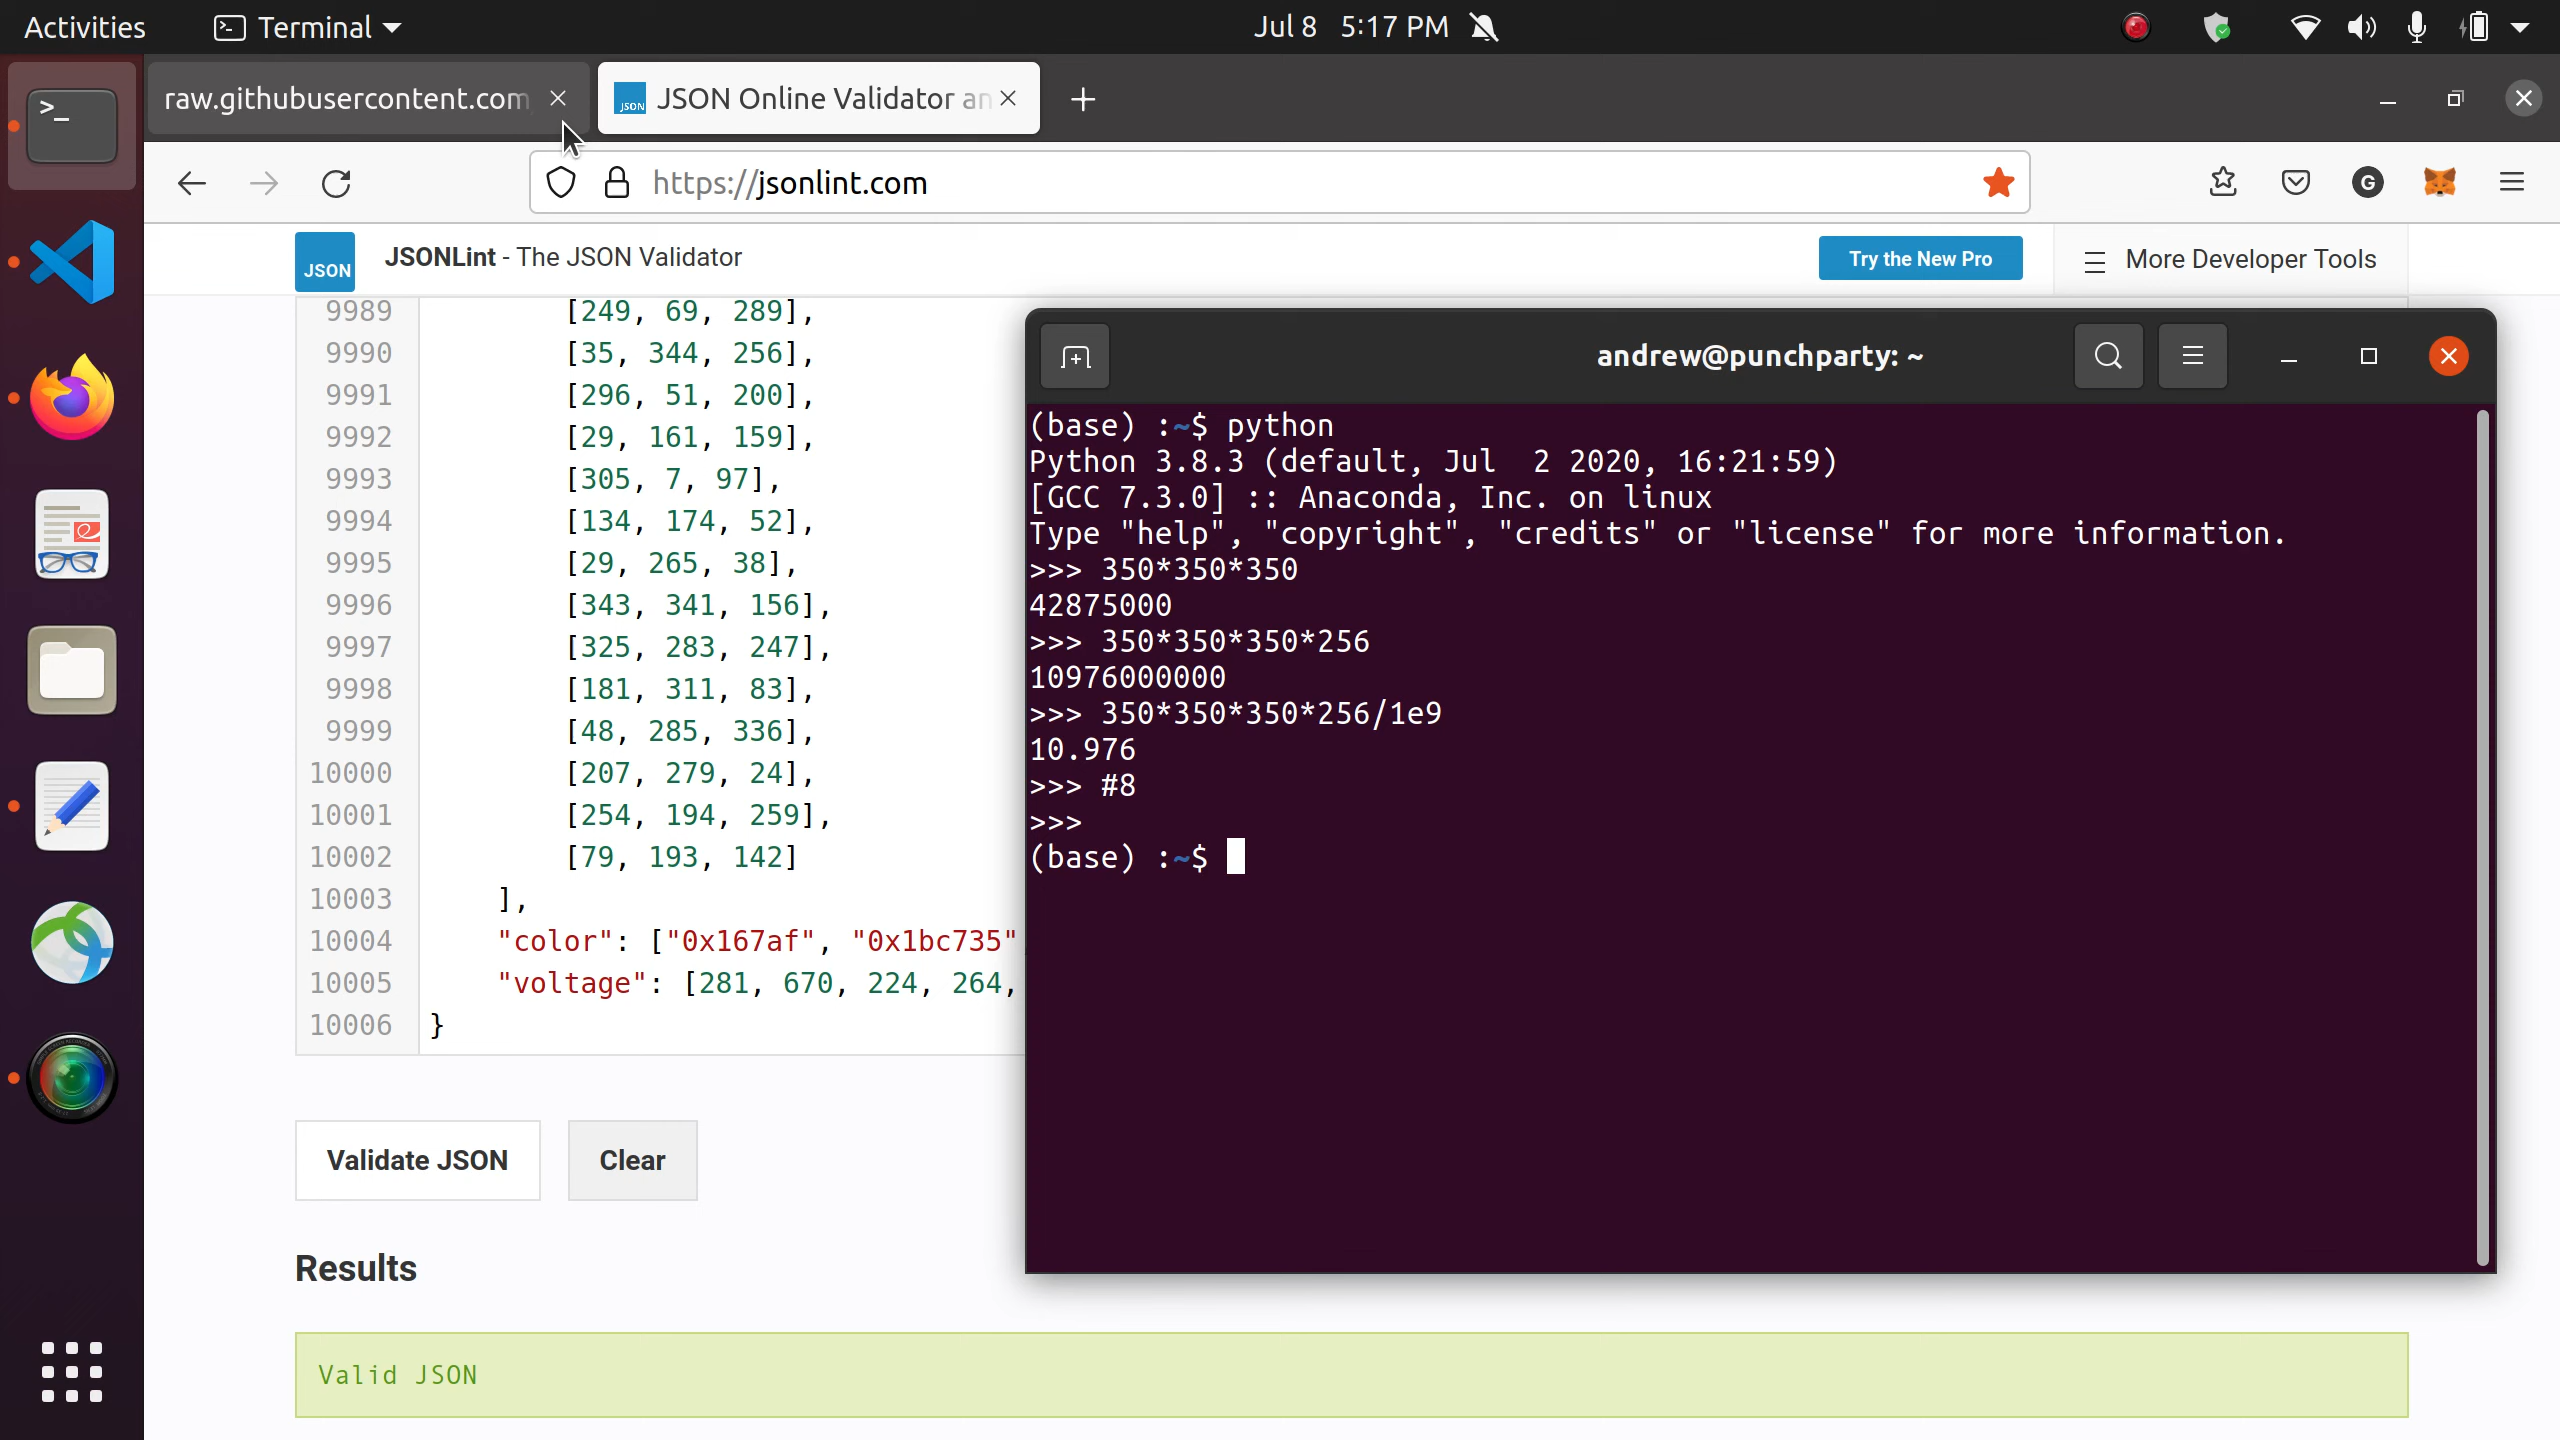 Activities
Terminal
Jul 8 5:17 PM
raw.githubusercontent.com
JSON
JSON Online Validator an
https://jsonlint.com
G
JSON
JSONLint - The JSON Validator
Try the New Pro
More Developer Tools
9989 [249, 69, 289],
9990 [35, 344, 256],
9991 [296, 51, 200],
9992 [29, 161, 159],
9993 [305, 7, 97],
9994 [134, 174, 52],
9995 [29, 265, 38],
9996 [343, 341, 156],
9997 [325, 283, 247],
9998 [181, 311, 83],
9999 [48, 285, 336],
10000 [207, 279, 24],
10001 [254, 194, 259],
10002 [79, 193, 142]
10003 ],
10004 "color": ["0x167af", "0x1bc735"
10005 "voltage": [281, 670, 224, 264,
10006 }
andrew@punchparty: ~
(base) :~$ python
Python 3.8.3 (default, Jul  2 2020, 16:21:59)
[GCC 7.3.0] :: Anaconda, Inc. on linux
Type "help", "copyright", "credits" or "license" for more information.
>>> 350*350*350
42875000
>>> 350*350*350*256
10976000000
>>> 350*350*350*256/1e9
10.976
>>> #8
>>>
(base) :~$
Validate JSON
Clear
Results
Valid JSON